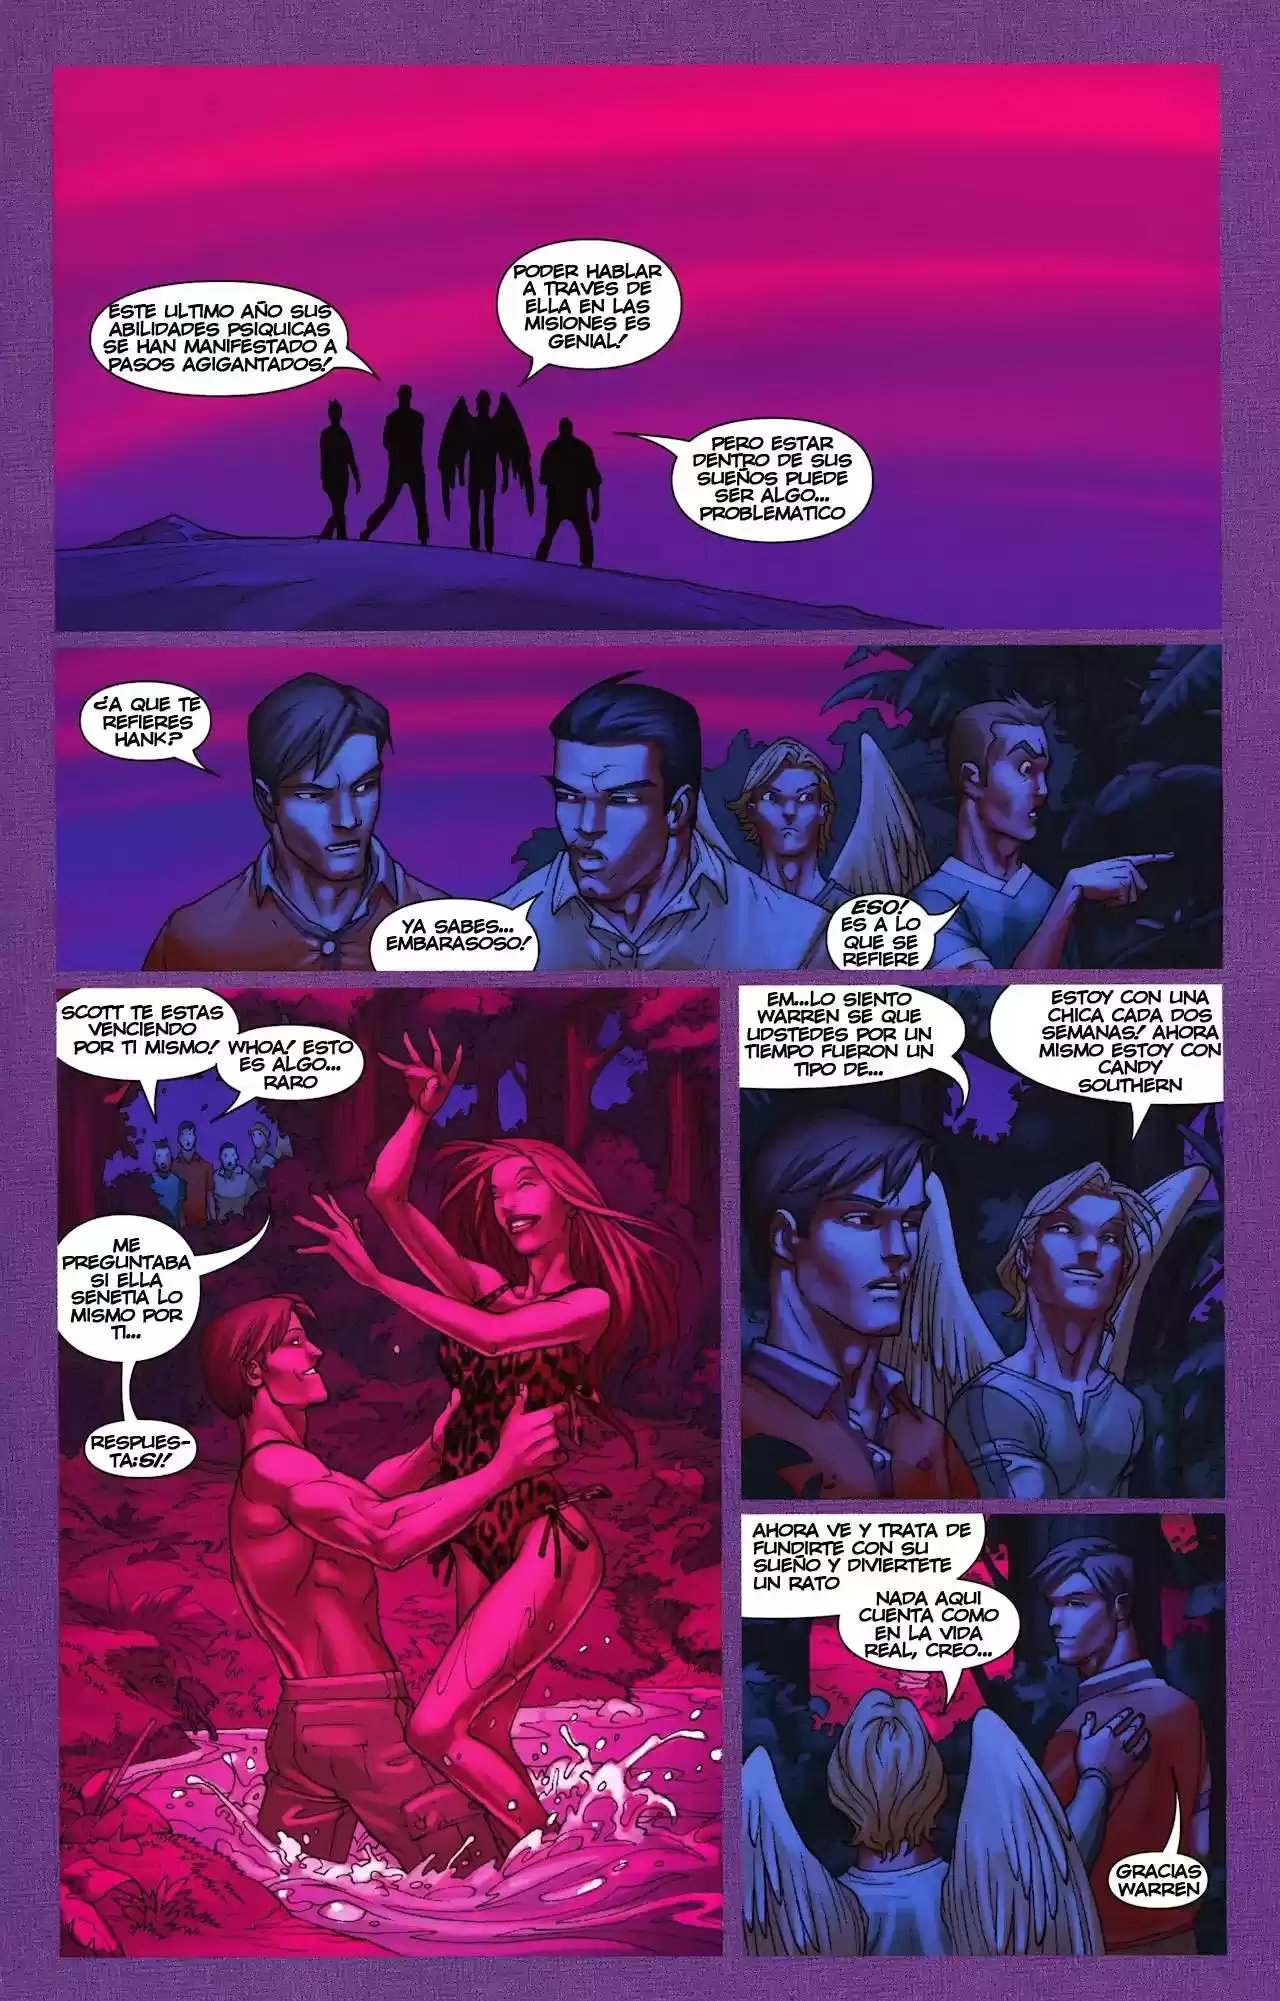 ESTE ULTIMO AÑO SUS
ABILIDADES PSIQUICAS
SE HAN MANIFESTADO A
PASOS AGIGANTADOS!
PODER HABLAR
A TRAVÉS DE
ELLA EN LAS
MISIONES ES
GENIAL!
PERO ESTAR
DENTRO DE SUS
SUEÑOS PUEDE
SER ALGO...
PROBLEMATICO
¿A QUE TE
REFIERES
HANK?
YA SABES...
EMBARASOSO!
ESO!
ES A LO
QUE SE
REFIERE
SCOTT TE ESTAS
VENCIENDO
POR TI MISMO!
WHOA! ESTO
ES ALGO...
RARO
ME
PREGUNTABA
SI ELLA
SENETIA LO
MISMO POR
TI...
RESPUES-
TA:SI!
EM...LO SIENTO
WARREN SE QUE
UDSTEDES POR UN
TIEMPO FUERON UN
TIPO DE...
ESTOY CON UNA
CHICA CADA DOS
SEMANAS! AHORA
MISMO ESTOY CON
CANDY
SOUTHERN
AHORA VE Y TRATA DE
FUNDIRTE CON SU
SUEÑO Y DIVIERTETE
UN RATO
NADA AQUI
CUENTA COMO
EN LA VIDA
REAL, CREO...
GRACIAS
WARREN